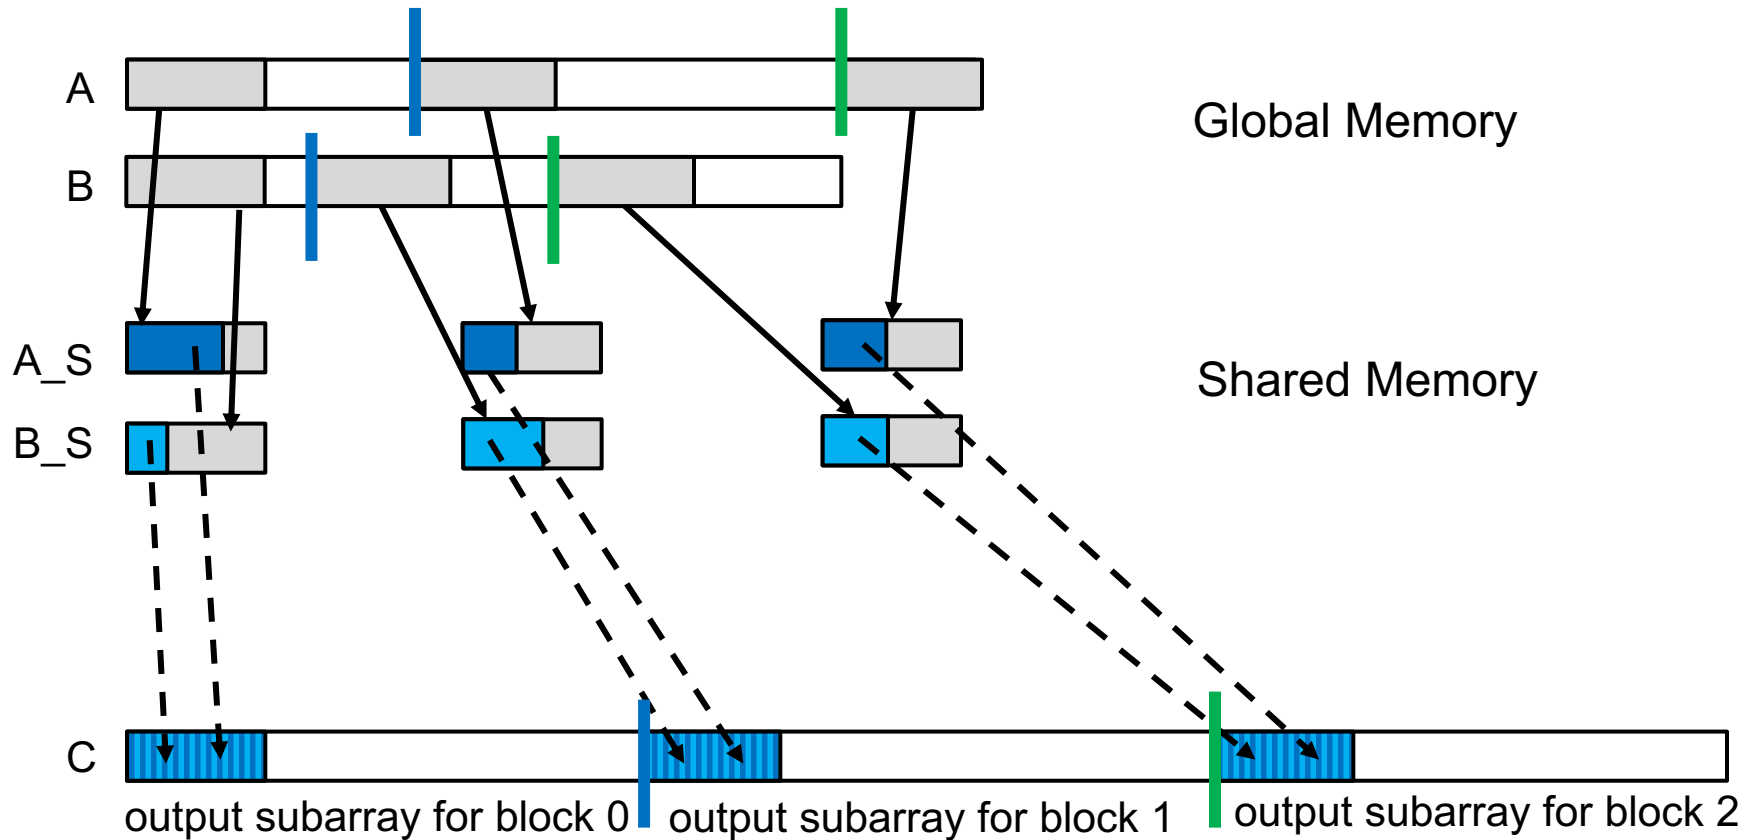 A
Global Memory
B
A_S
Shared Memory
B_S
C
output subarray for block 0
output subarray for block 1
output subarray for block 2